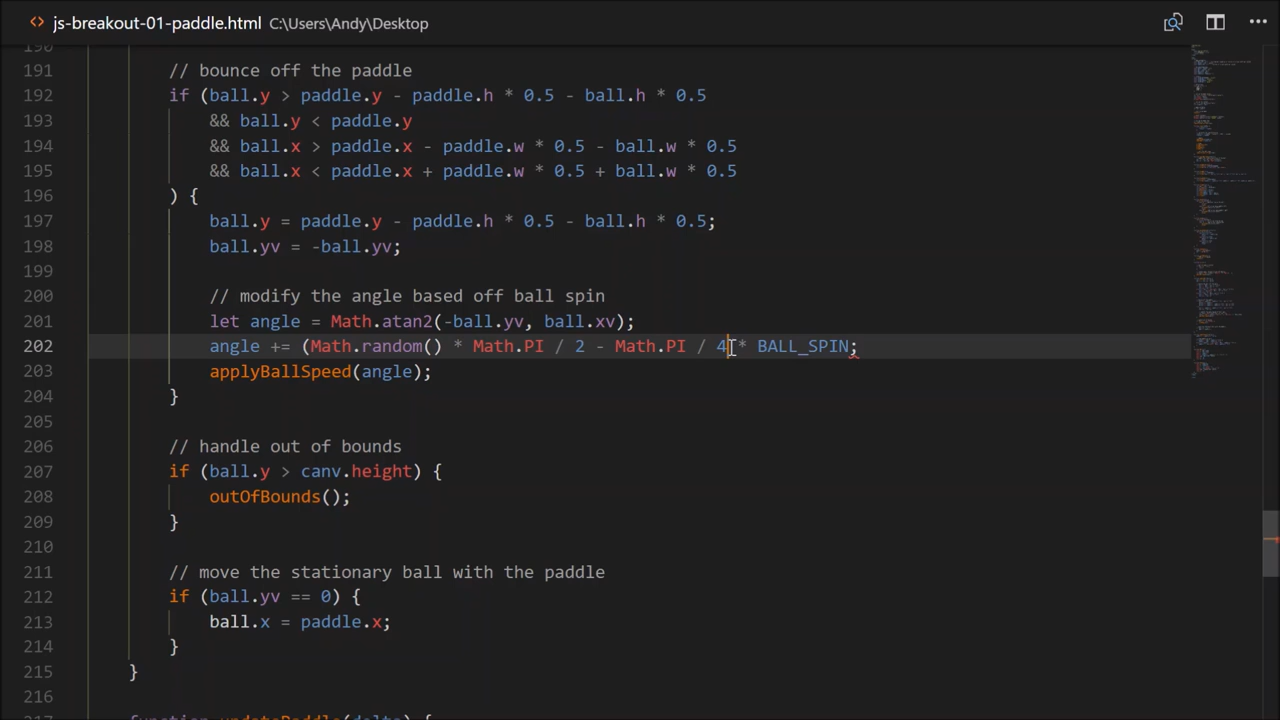 js-breakout-01-paddle.html C:\Users\Andy\Desktop
190
191 // bounce off the paddle
192 if (ball.y > paddle.y - paddle.h * 0.5 - ball.h * 0.5
193 && ball.y < paddle.y
194 && ball.x > paddle.x - paddle.w * 0.5 - ball.w * 0.5
195 && ball.x < paddle.x + paddle.w * 0.5 + ball.w * 0.5
196 ) {
197 ball.y = paddle.y - paddle.h * 0.5 - ball.h * 0.5;
198 ball.yv = -ball.yv;
199
200 // modify the angle based off ball spin
201 let angle = Math.atan2(-ball.yv, ball.xv);
202 angle += (Math.random() * Math.PI / 2 - Math.PI / 4 * BALL_SPIN;
203 applyBallSpeed(angle);
204 }
205
206 // handle out of bounds
207 if (ball.y > canv.height) {
208 outOfBounds();
209 }
210
211 // move the stationary ball with the paddle
212 if (ball.yv == 0) {
213 ball.x = paddle.x;
214 }
215 }
216
217 function updatePaddle(delta) {